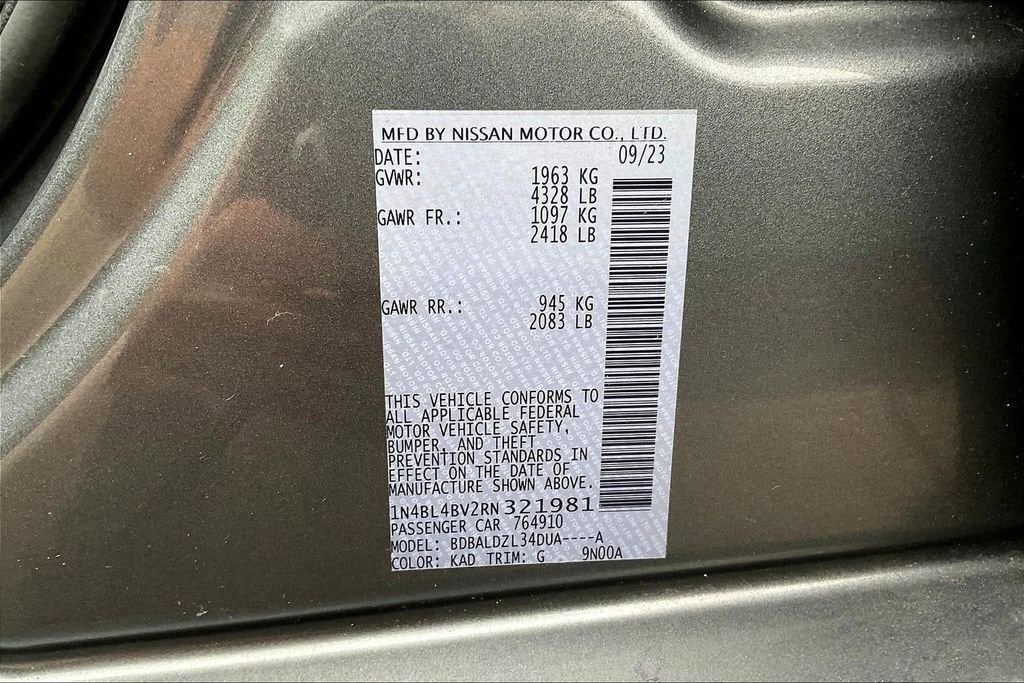 MFD BY NISSAN MOTOR CO., LTD.
DATE: 09/23
GVWR: 1963 KG
4328 LB
GAWR FR.: 1097 KG
2418 LB
GAWR RR.: 945 KG
2083 LB
THIS VEHICLE CONFORMS TO
ALL APPLICABLE FEDERAL
MOTOR VEHICLE SAFETY,
BUMPER, AND THEFT
PREVENTION STANDARDS IN
EFFECT ON THE DATE OF
MANUFACTURE SHOWN ABOVE.
1N4BL4BV2RN321981
PASSENGER CAR 764910
MODEL: BDBALDZL34DUA----A
COLOR: KAD TRIM: G 9N00A